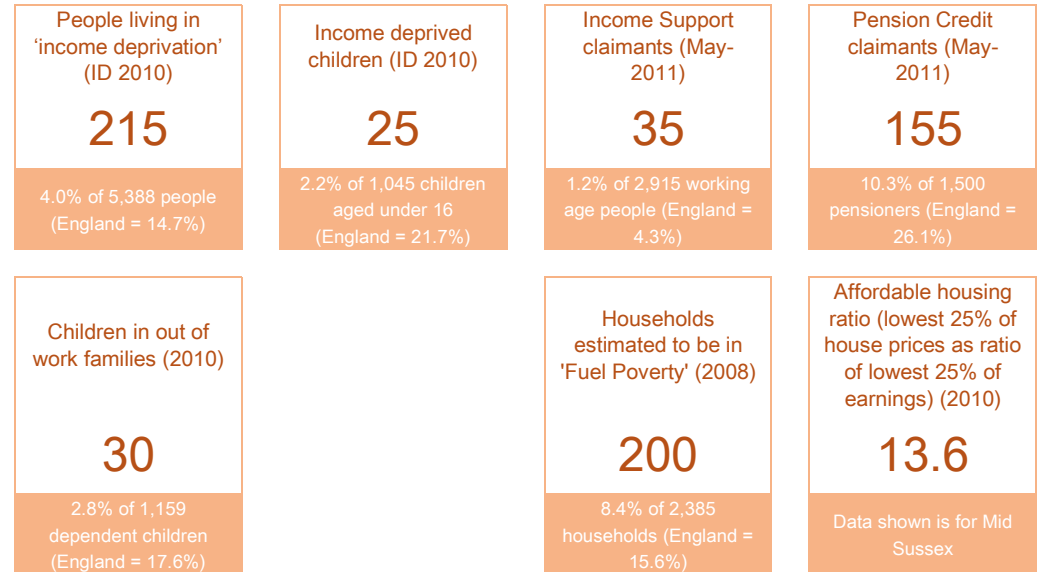 People living in
‘income deprivation’
(ID 2010)
215
4.0% of 5,388 people
(England = 14.7%)
Income deprived
children (ID 2010)
25
2.2% of 1,045 children
aged under 16
(England = 21.7%)
Income Support
claimants (May-
2011)
35
1.2% of 2,915 working
age people (England =
4.3%)
Pension Credit
claimants (May-
2011)
155
10.3% of 1,500
pensioners (England =
26.1%)
Children in out of
work families (2010)
30
2.8% of 1,159
dependent children
(England = 17.6%)
Households
estimated to be in
'Fuel Poverty' (2008)
200
8.4% of 2,385
households (England =
15.6%)
Affordable housing
ratio (lowest 25% of
house prices as ratio
of lowest 25% of
earnings) (2010)
13.6
Data shown is for Mid
Sussex